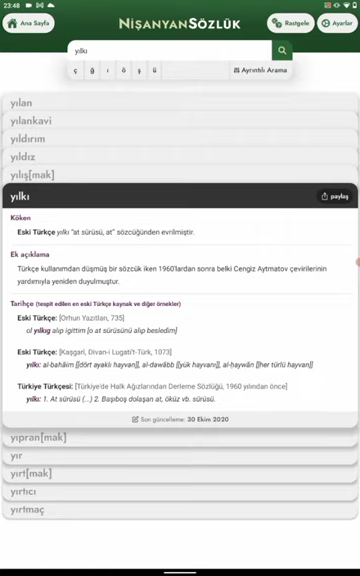 23:48
Ana Sayfa
NişanyanSözlük
Rastgele
Ayarlar
yılkı
ç ğ ı ö ş ü
Ayrıntılı Arama
yılan
yılankavi
yıldırım
yıldız
yılış[mak]
yılkı
paylaş
Köken
Eski Türkçe yılkı "at sürüsü, at" sözcüğünden evrilmiştir.
Ek açıklama
Türkçe kullanımdan düşmüş bir sözcük iken 1960'lardan sonra belki Cengiz Aytmatov çevirilerinin
yardımıyla yeniden duyulmuştur.
Tarihçe (tespit edilen en eski Türkçe kaynak ve diğer örnekler)
Eski Türkçe: [Orhun Yazıtları, 735]
ol yılkıg alıp igittim [o at sürüsünü alıp besledim]
Eski Türkçe: [Kaşgarî, Divan-i Lugati't-Türk, 1073]
yılkı: al-bahāim [[dört ayaklı hayvan]], al-dawābb [[yük hayvanı]], al-ḥaywān [[her türlü hayvan]]
Türkiye Türkçesi: [Türkiye'de Halk Ağızlarından Derleme Sözlüğü, 1960 yılından önce]
yılkı: 1. At sürüsü (...) 2. Başıboş dolaşan at, öküz vb. sürüsü.
Son güncelleme: 30 Ekim 2020
yıpran[mak]
yır
yırt[mak]
yırtıcı
yırtmaç